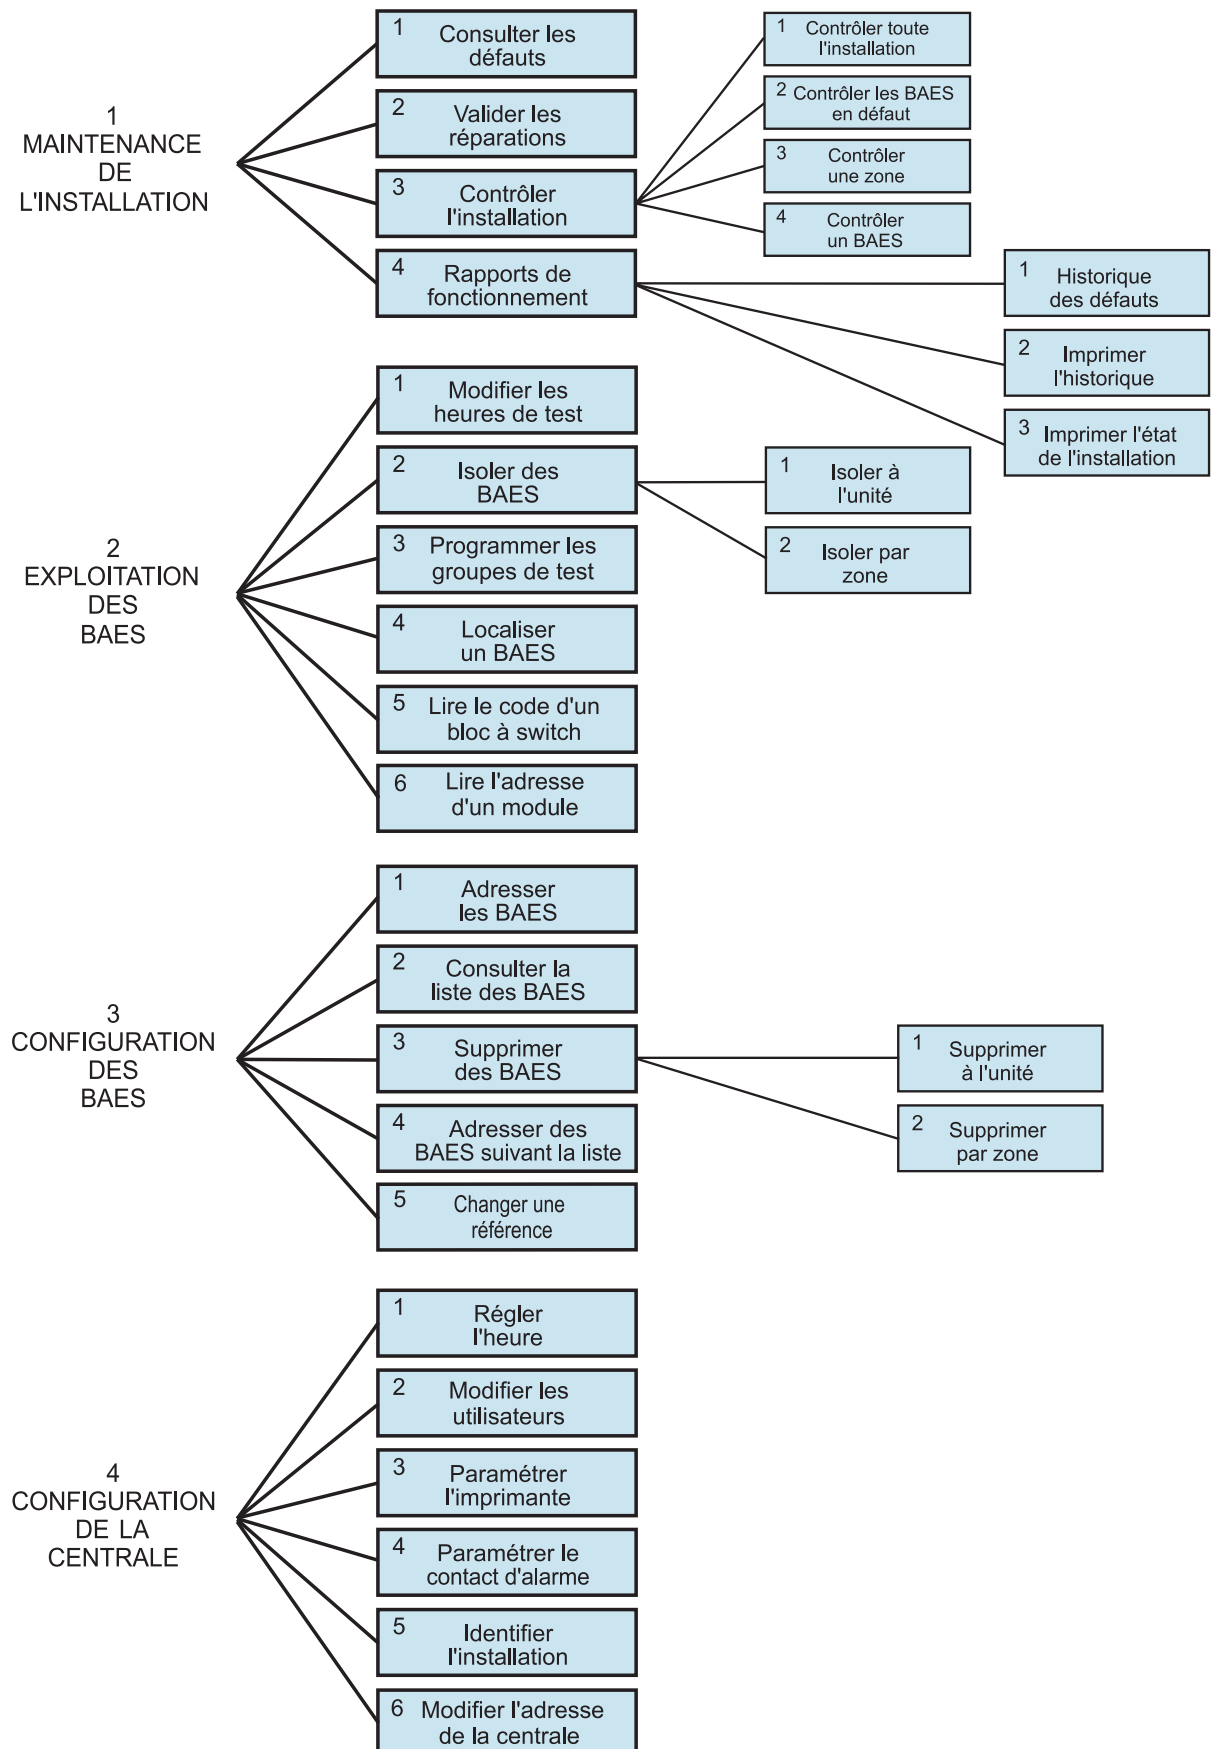 1
MAINTENANCE
DE
L'INSTALLATION
1 Consulter les
défauts
2 Valider les
réparations
3 Contrôler
l'installation
4 Rapports de
fonctionnement
1 Contrôler toute
l'installation
2 Contrôler les BAES
en défaut
3 Contrôler
une zone
4 Contrôler
un BAES
1 Historique
des défauts
2 Imprimer
l'historique
3 Imprimer l'état
de l'installation
2
EXPLOITATION
DES
BAES
1 Modifier les
heures de test
2 Isoler des
BAES
3 Programmer les
groupes de test
4 Localiser
un BAES
5 Lire le code d'un
bloc à switch
6 Lire l'adresse
d'un module
1 Isoler à
l'unité
2 Isoler par
zone
3
CONFIGURATION
DES
BAES
1 Adresser
les BAES
2 Consulter la
liste des BAES
3 Supprimer
des BAES
4 Adresser des
BAES suivant la liste
5 Changer une
référence
1 Supprimer
à l'unité
2 Supprimer
par zone
4
CONFIGURATION
DE LA
CENTRALE
1 Régler
l'heure
2 Modifier les
utilisateurs
3 Paramétrer
l'imprimante
4 Paramétrer le
contact d'alarme
5 Identifier
l'installation
6 Modifier l'adresse
de la centrale